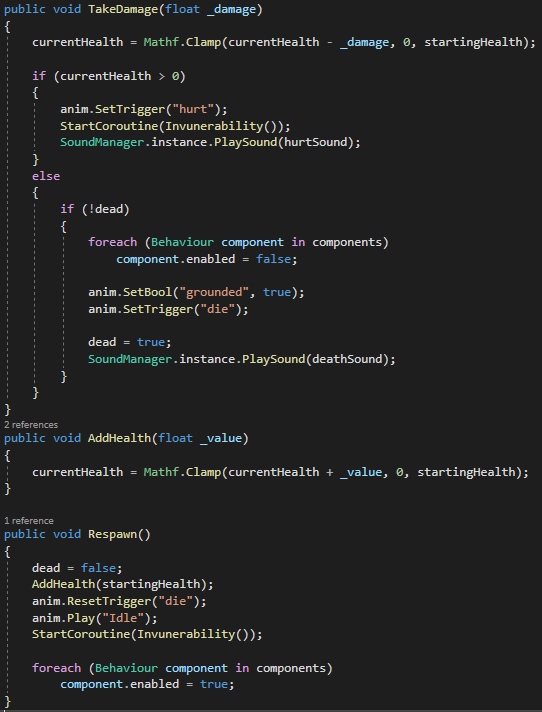 public void TakeDamage(float _damage)
{
    currentHealth = Mathf.Clamp(currentHealth - _damage, 0, startingHealth);

    if (currentHealth > 0)
    {
        anim.SetTrigger("hurt");
        StartCoroutine(Invunerability());
        SoundManager.instance.PlaySound(hurtSound);
    }
    else
    {
        if (!dead)
        {
            foreach (Behaviour component in components)
                component.enabled = false;

            anim.SetBool("grounded", true);
            anim.SetTrigger("die");

            dead = true;
            SoundManager.instance.PlaySound(deathSound);
        }
    }
}
2 references
public void AddHealth(float _value)
{
    currentHealth = Mathf.Clamp(currentHealth + _value, 0, startingHealth);
}

1 reference
public void Respawn()
{
    dead = false;
    AddHealth(startingHealth);
    anim.ResetTrigger("die");
    anim.Play("Idle");
    StartCoroutine(Invunerability());

    foreach (Behaviour component in components)
        component.enabled = true;
}